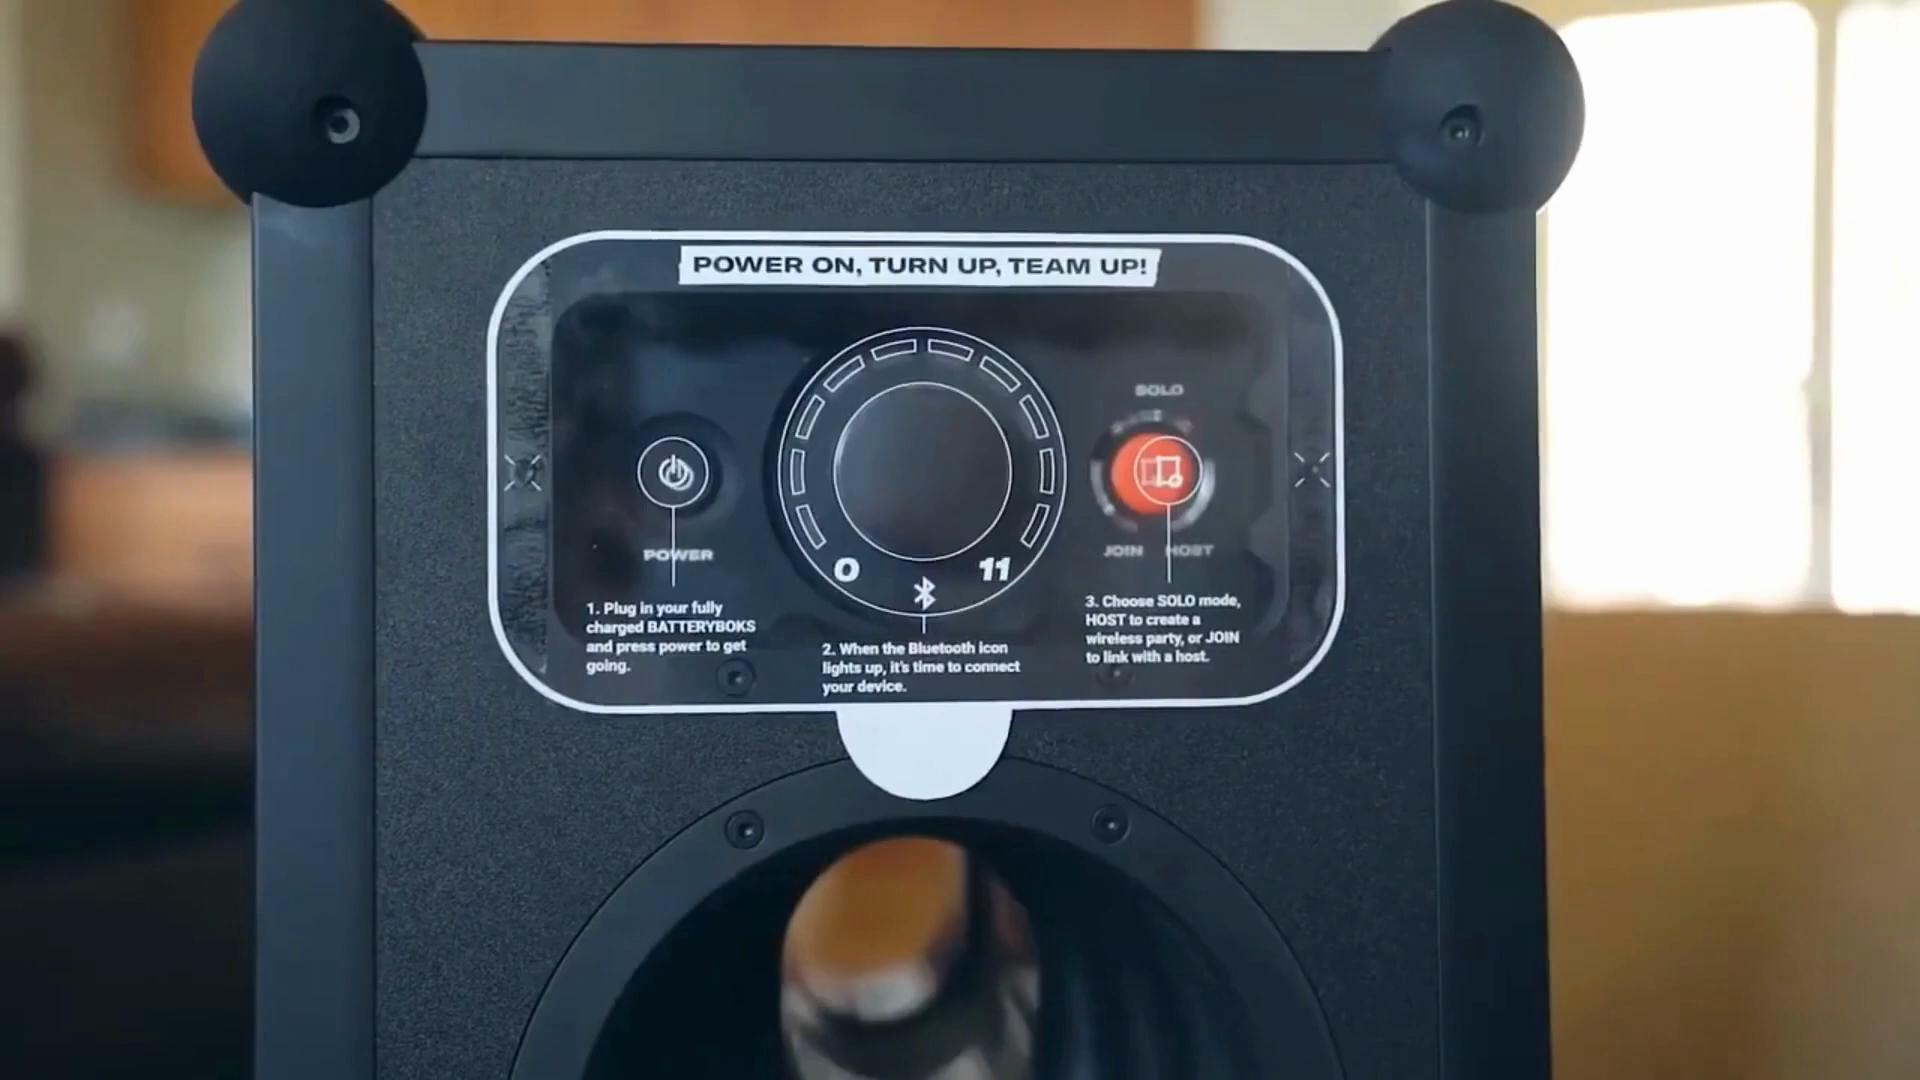 POWER ON, TURN UP, TEAM UP!
SOLO
POWER
JOIN HOST
0 11
1. Plug in your fully
charged BATTERYBOKS
and press power to get
going.
2. When the Bluetooth icon
lights up, it's time to connect
your device.
3. Choose SOLO mode,
HOST to create a
wireless party, or JOIN
to link with a host.